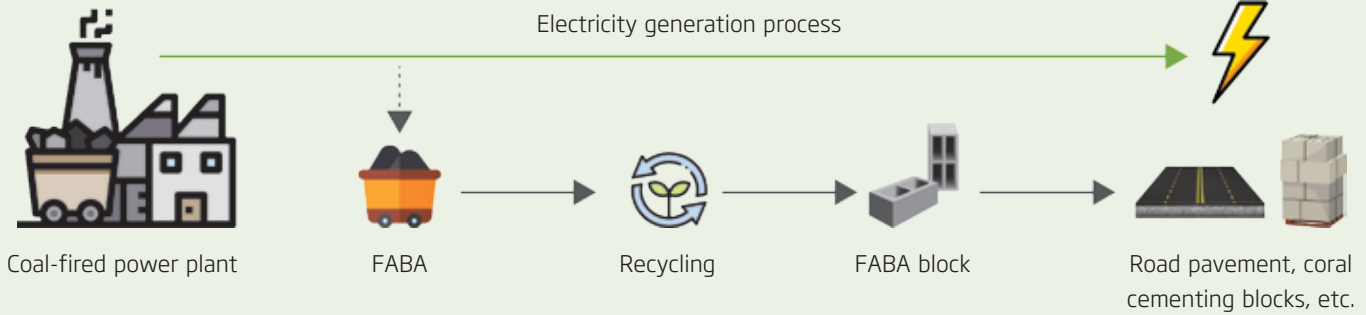 Electricity generation process
Coal-fired power plant
FABA
Recycling
FABA block
Road pavement, coral
cementing blocks, etc.